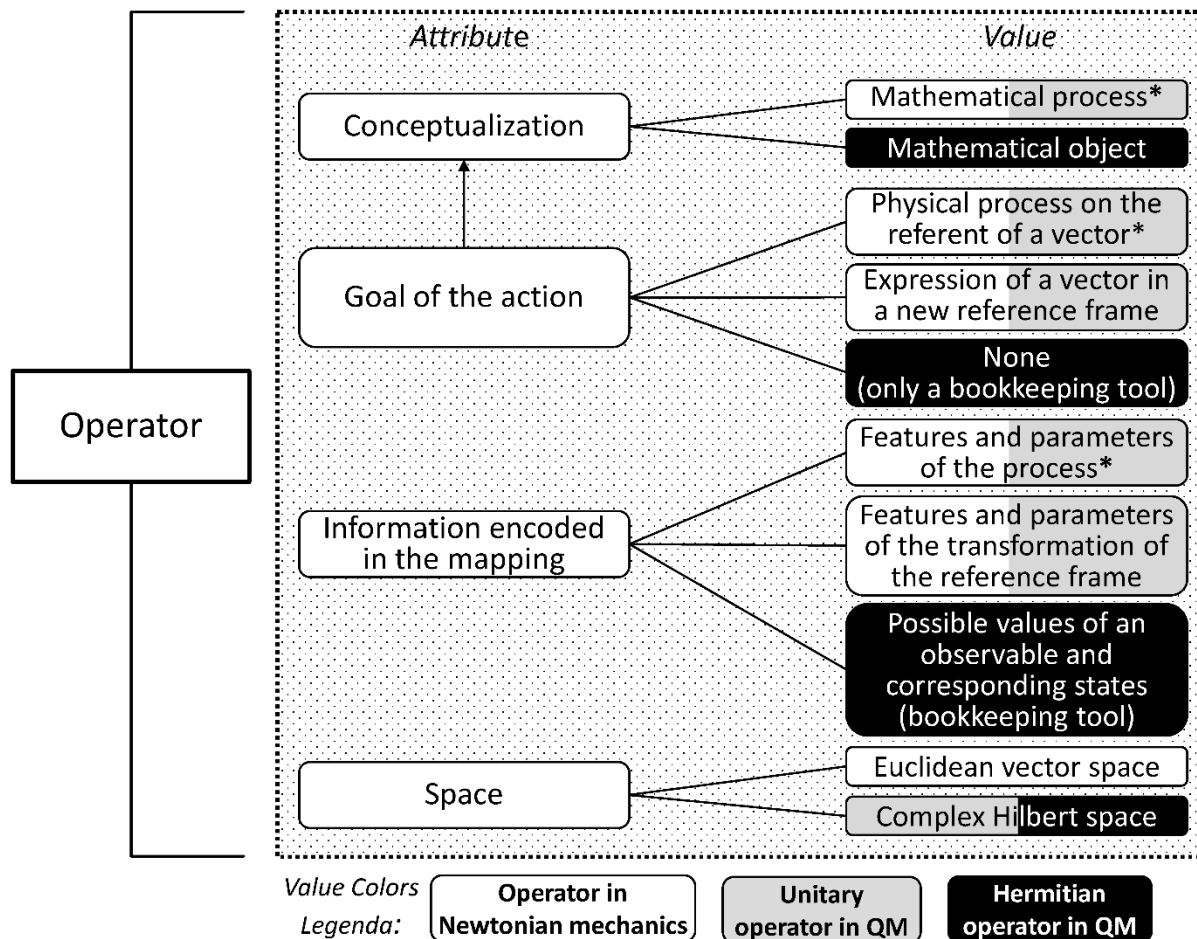 Attribute
Value
Operator
Conceptualization
Mathematical process*
Mathematical object
Goal of the action
Physical process on the
referent of a vector*
Expression of a vector in
a new reference frame
None
(only a bookkeeping tool)
Information encoded
in the mapping
Features and parameters
of the process*
Features and parameters
of the transformation of
the reference frame
Possible values of an
observable and
corresponding states
(bookkeeping tool)
Space
Euclidean vector space
Complex Hilbert space
Value Colors
Legenda:
Operator in
Newtonian mechanics
Unitary
operator in QM
Hermitian
operator in QM